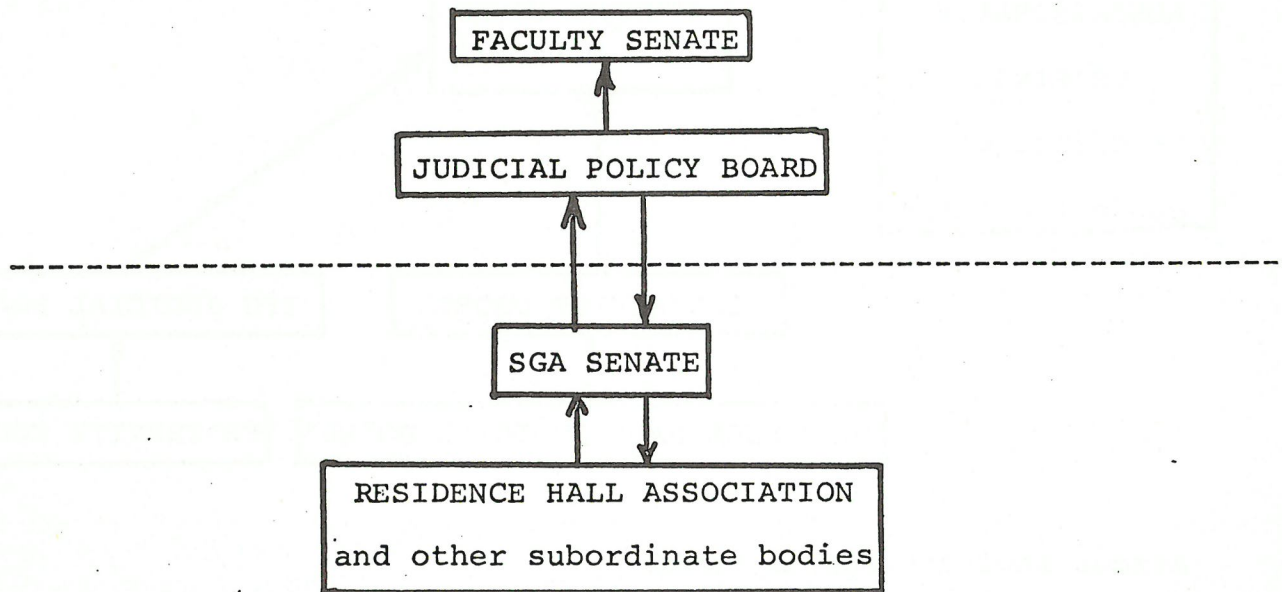 FACULTY SENATE
JUDICIAL POLICY BOARD
SGA SENATE
RESIDENCE HALL ASSOCIATION
and other subordinate bodies